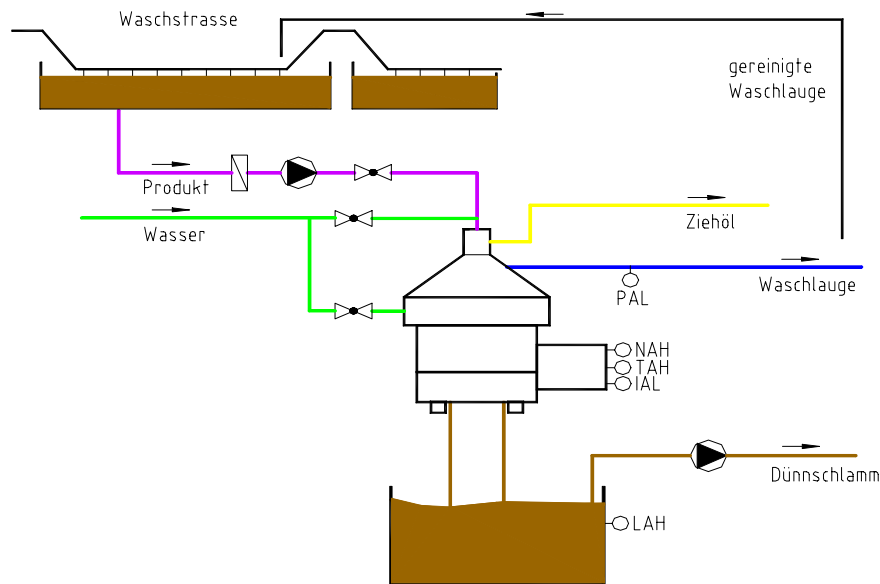 Waschstrasse
gereinigte
Waschlauge
Produkt
Wasser
Ziehöl
Waschlauge
PAL
NAH
TAH
IAL
Dünnschlamm
LAH